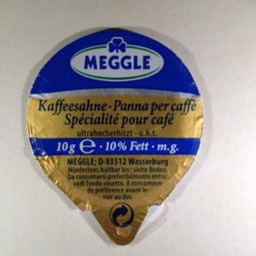 MEGGLE
Kaffeesahne · Panna per caffè
Spécialité pour café
ultrahocherhitzt - u.h.t.
10g e · 10% Fett · m.g.
MEGGLE; D-83512 Wasserburg
Mindestens haltbar bis: siehe Boden.
Da consumarsi preferibilmente entro:
vedi fondo vasetto. A consommer
de préférence avant le:
voir au dos.